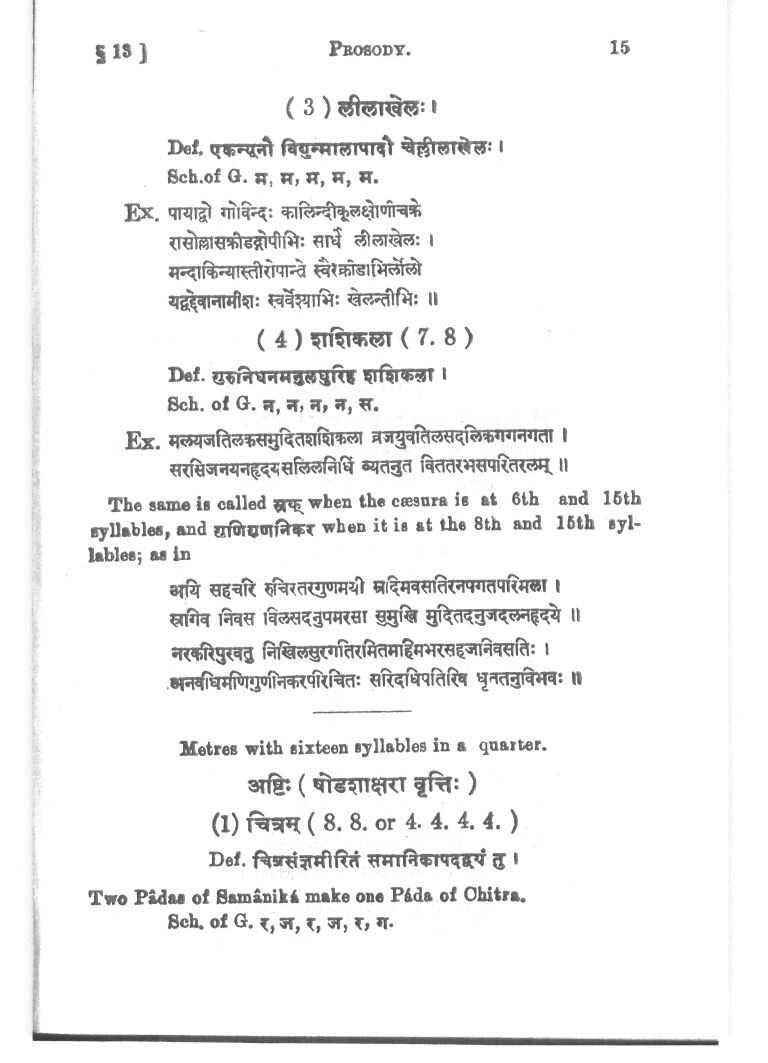 § 13 ] PROSODY. 15
( 3 ) लीलाखेलः ।
Def. एकन्यूनौ विद्युन्मालापादौ चेल्लीलाखेलः ।
Sch.of G. म, म, म, म, म.
Ex. पायाद्वो गोविन्दः कालिन्दीकूलक्षोणीचक्रे
रासोल्लासक्रीडद्गोपीभिः सार्धे लीलाखेलः ।
मन्दाकिन्यास्तीरोपान्ते स्वैरक्रीडाभिर्लोलो
यद्वद्देवानामीशः स्वर्वेश्याभिः खेलन्तीभिः ॥
( 4 ) शशिकला ( 7. 8 )
Def. गुरुनिधनमनुलघुरिह शशिकला ।
Sch. of G. न, न, न, न, स.
Ex. मलयजतिलकसमुदितशशिकला व्रजयुवतिलसदलिकगगनगता ।
सरसिजनयनहृदयसलिलनिधिं व्यतनुत विततरभसपरितरलम् ॥
The same is called स्रक् when the cæsura is at 6th and 15th
syllables, and मणिगुणनिकर when it is at the 8th and 15th syl-
lables; as in
अयि सहचरि रुचिरतरगुणमयी म्रदिमवसतिरनपगतपरिमला ।
स्रगिव निवस विलसदनुपमरसा सुमुखि मुदितदनुजदलनहृदये ॥
नरकरिपुरवतु निखिलसुरगतिरमितमहिमभरसहजनिवसतिः ।
अनवधिमणिगुणनिकरपरिचितः सरिदधिपतिरिव धृततनुविभवः ॥
Metres with sixteen syllables in a quarter.
अष्टिः ( षोडशाक्षरा वृत्तिः )
(1) चित्रम् ( 8. 8. or 4. 4. 4. 4. )
Def. चित्रसंज्ञमीरितं समानिकापदद्वयं तु ।
Two Pâdas of Samâniká make one Páda of Chitra.
Sch. of G. र, ज, र, ज, र, ग.